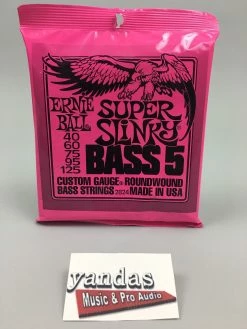 ERNIE BALL
SUPER SLINKY
BASS 5
40
60
75
95
125
CUSTOM GAUGE® ROUNDWOUND
BASS STRINGS 2824 MADE IN USA
yandas
Music & Pro Audio